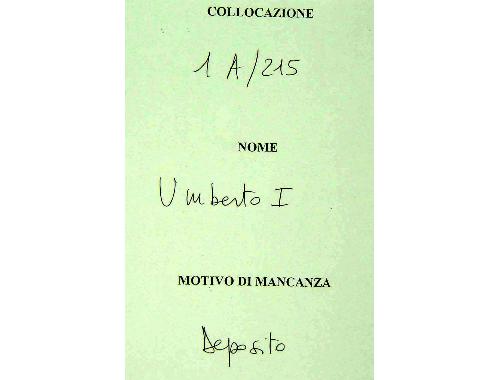 COLLOCAZIONE
1 A/215
NOME
Umberto I
MOTIVO DI MANCANZA
Deposito